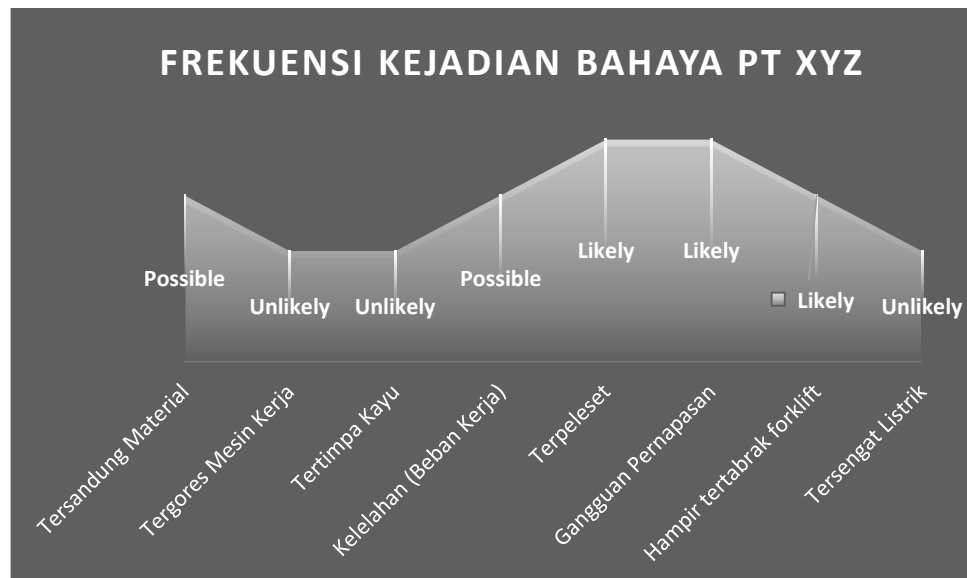 FREKUENSI KEJADIAN BAHAYA PT XYZ
Possible
Unlikely
Unlikely
Possible
Likely
Likely
Likely
Unlikely
Tersandung Material
Tergores Mesin Kerja
Tertimpa Kayu
Kelelahan (Beban Kerja)
Terpeleset
Gangguan Pernapasan
Hampir tertabrak forklift
Tersengat Listrik